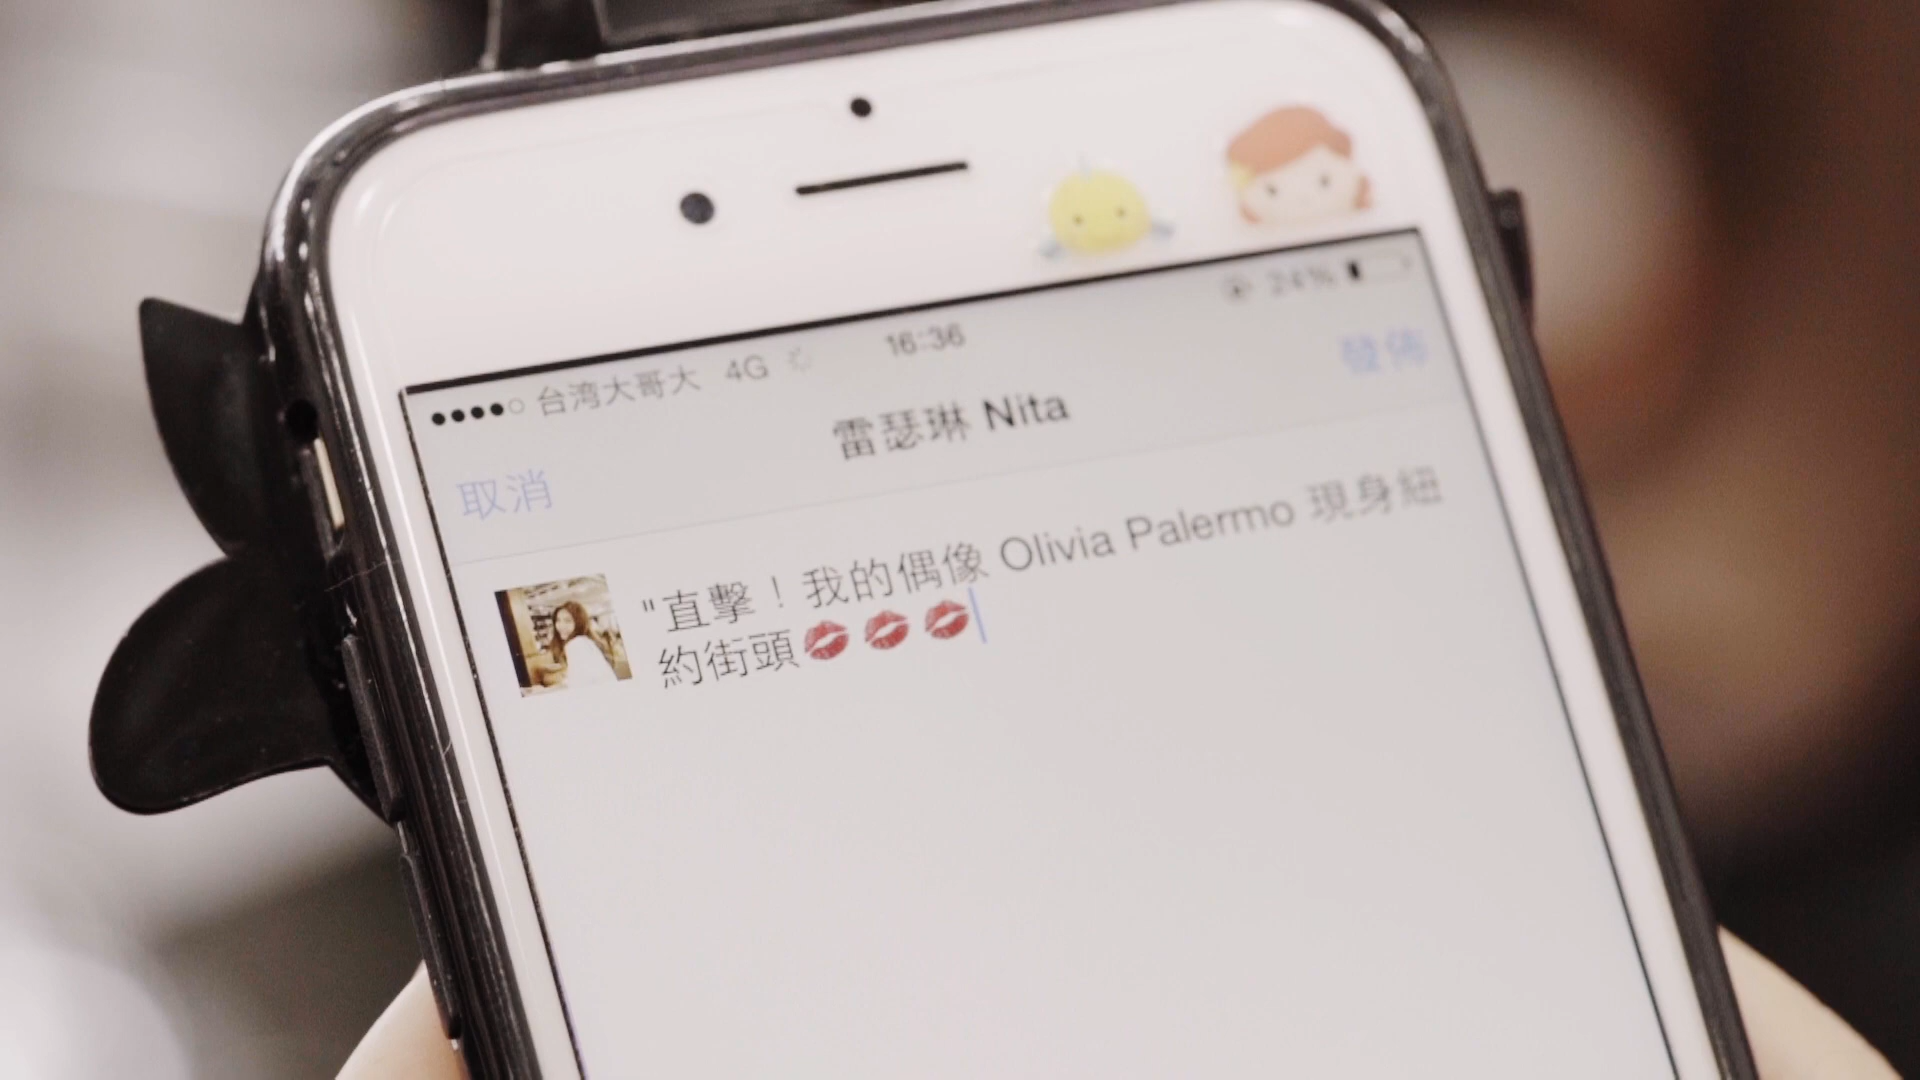 台湾大哥大 4G 16:36 24%
雷瑟琳 Nita
取消 發佈
"直擊！我的偶像 Olivia Palermo 現身紐
約街頭💋💋💋